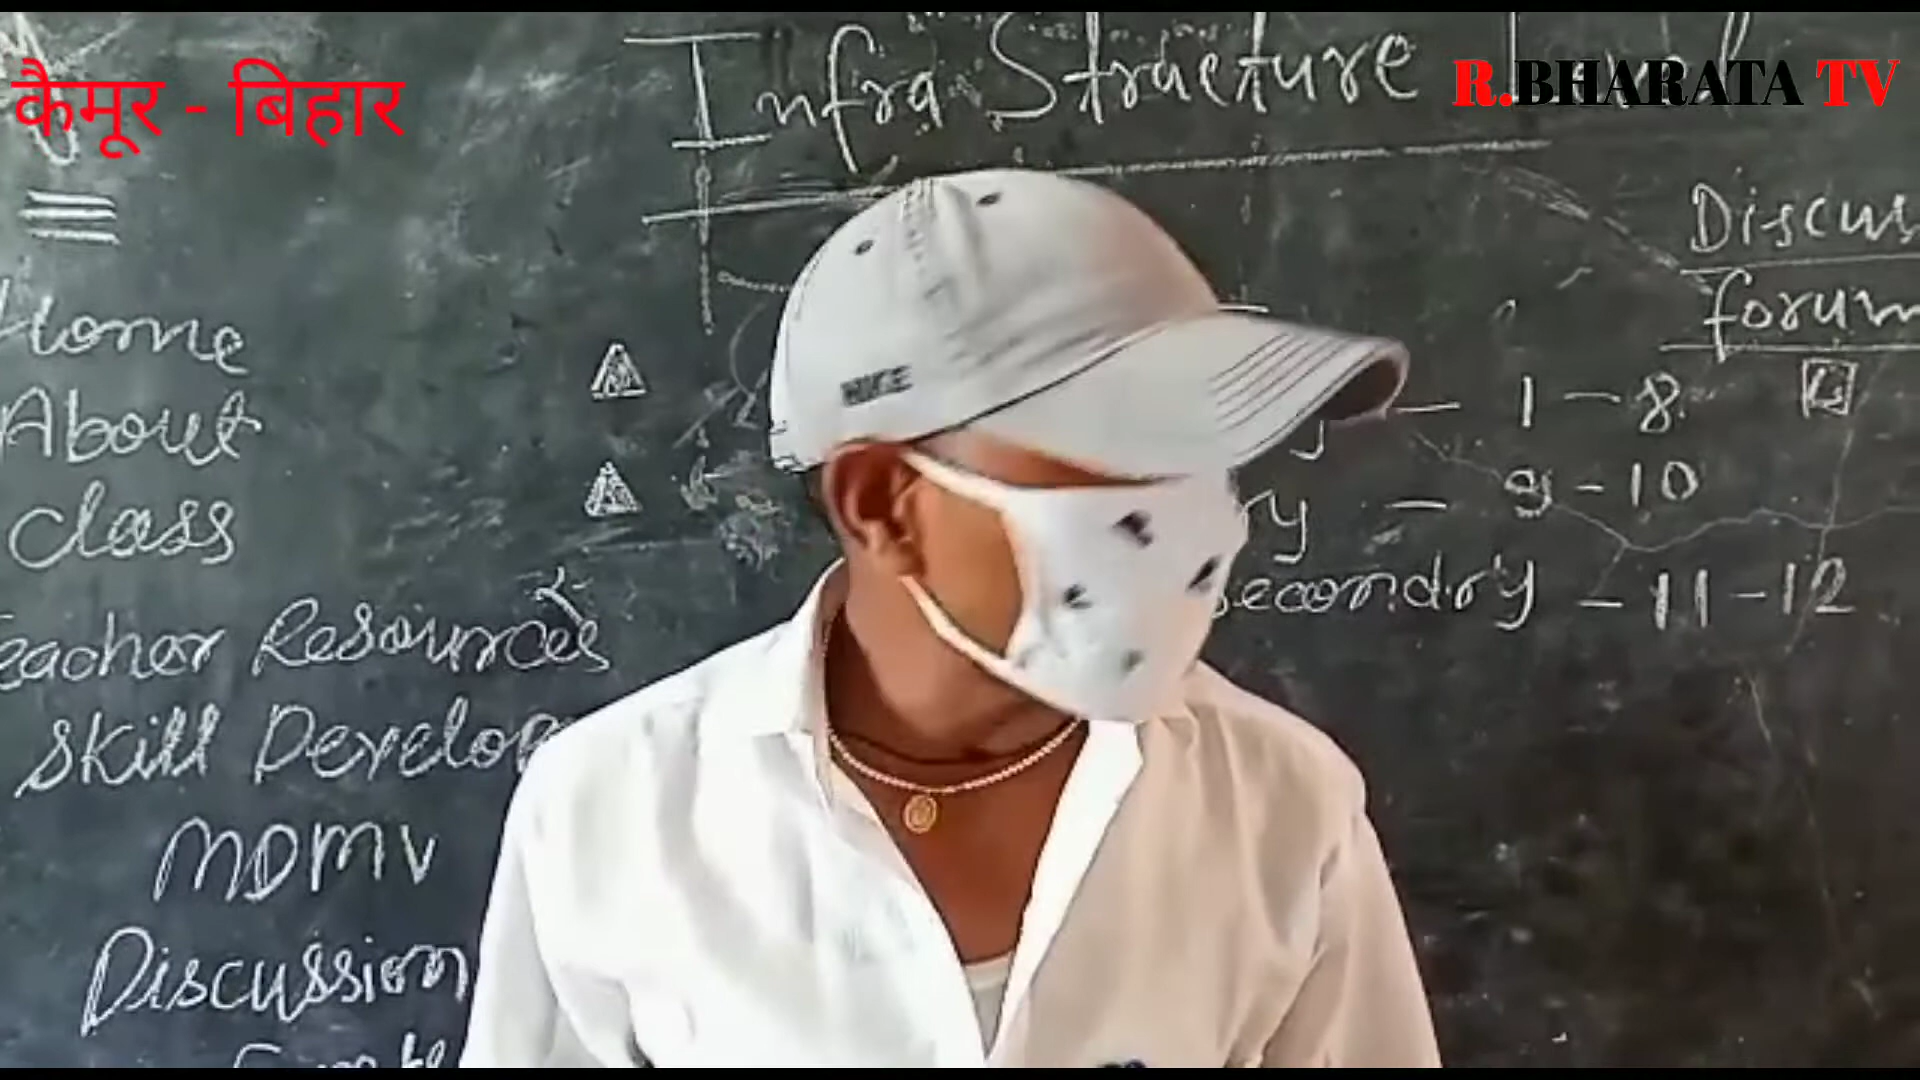 Infra Structure
R.BHARATA TV
कैमूर - बिहार
Discus
forum
Home
About
Class
1 - 8
9 - 10
Secondry - 11 - 12
Teacher Resources
Skill Develop
MDMV
Discussion
NIKE